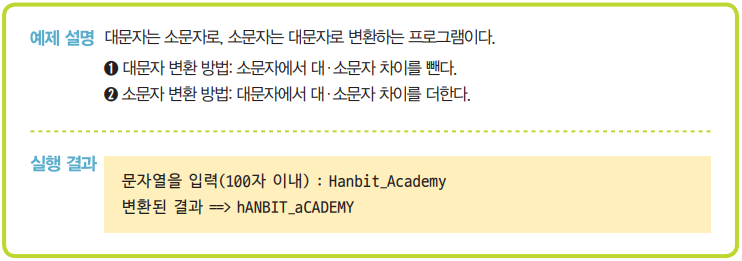 예제 설명 대문자는 소문자로, 소문자는 대문자로 변환하는 프로그램이다.
❶ 대문자 변환 방법: 소문자에서 대·소문자 차이를 뺀다.
❷ 소문자 변환 방법: 대문자에서 대·소문자 차이를 더한다.
실행 결과
문자열을 입력(100자 이내) : Hanbit_Academy
변환된 결과 ==> hANBIT_aCADEMY